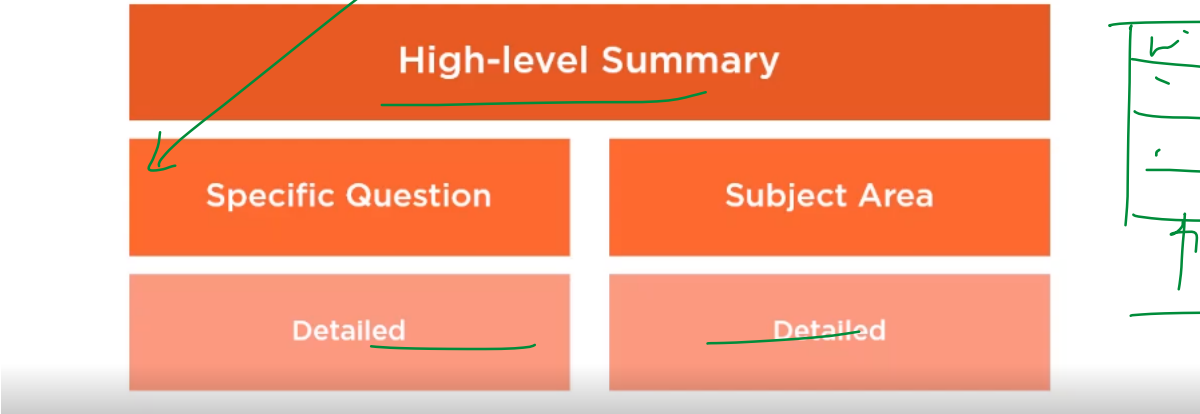 High-level Summary
Specific Question
Subject Area
Detailed
Detailed